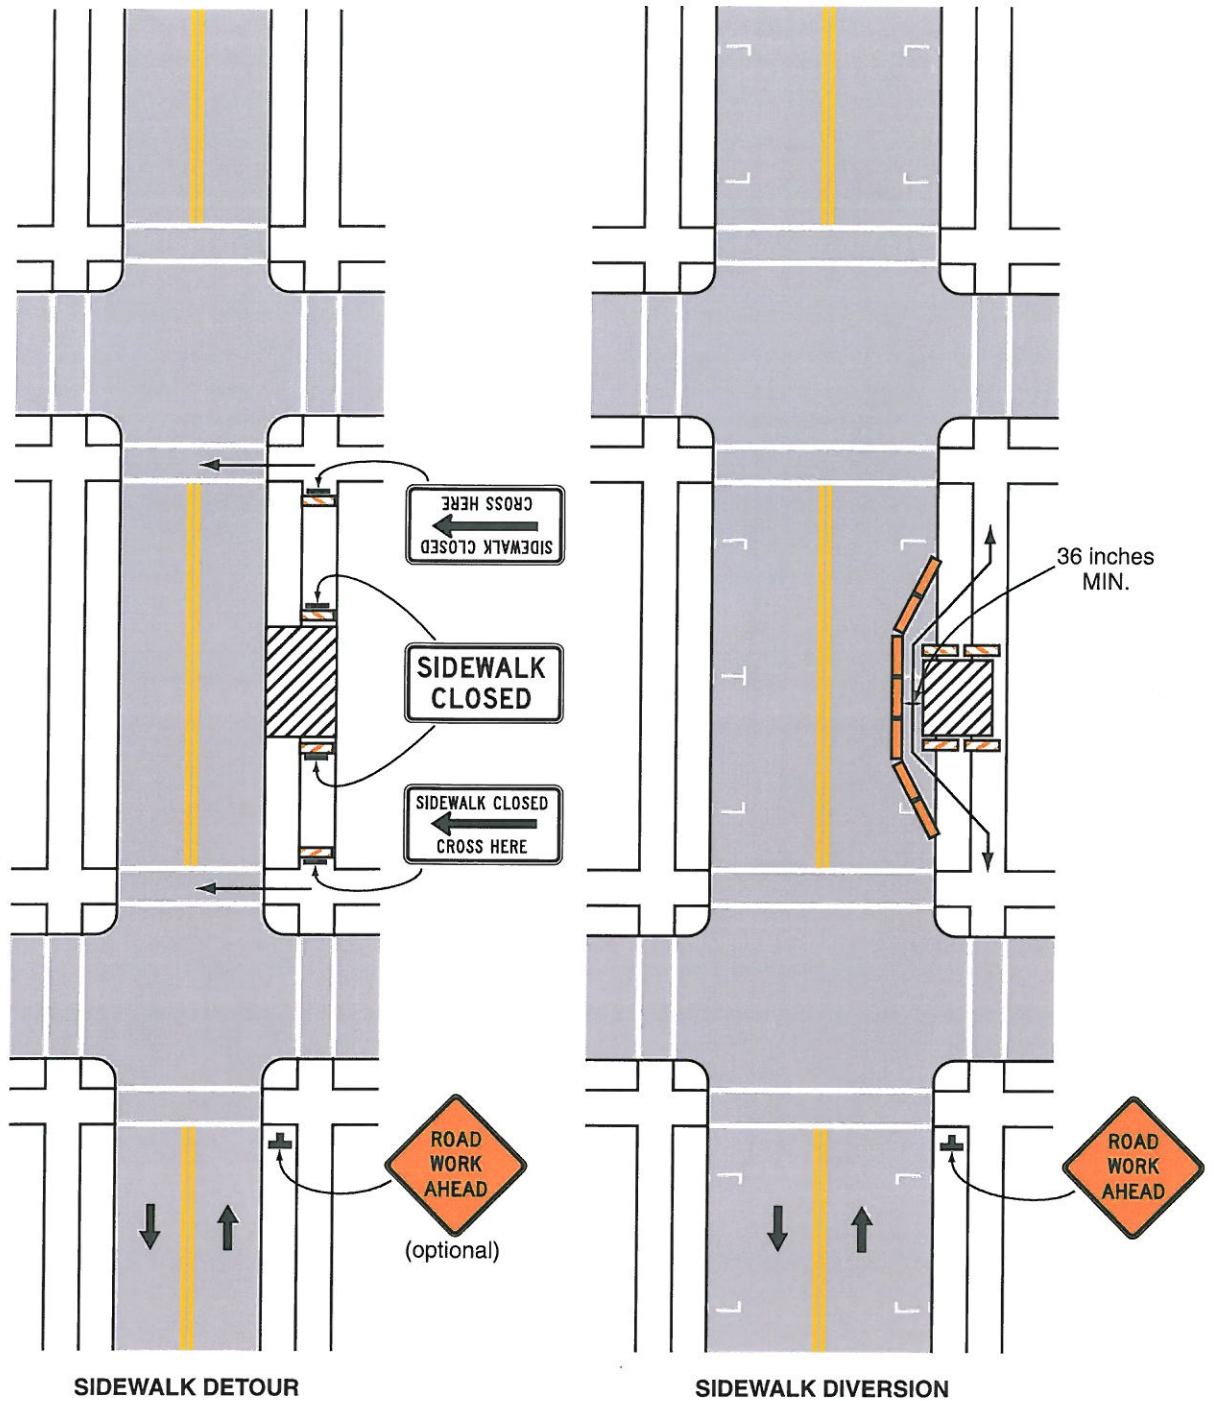 CROSS HERE
SIDEWALK CLOSED
SIDEWALK
CLOSED
SIDEWALK CLOSED
CROSS HERE
36 inches
MIN.
ROAD
WORK
AHEAD
(optional)
ROAD
WORK
AHEAD
SIDEWALK DETOUR
SIDEWALK DIVERSION